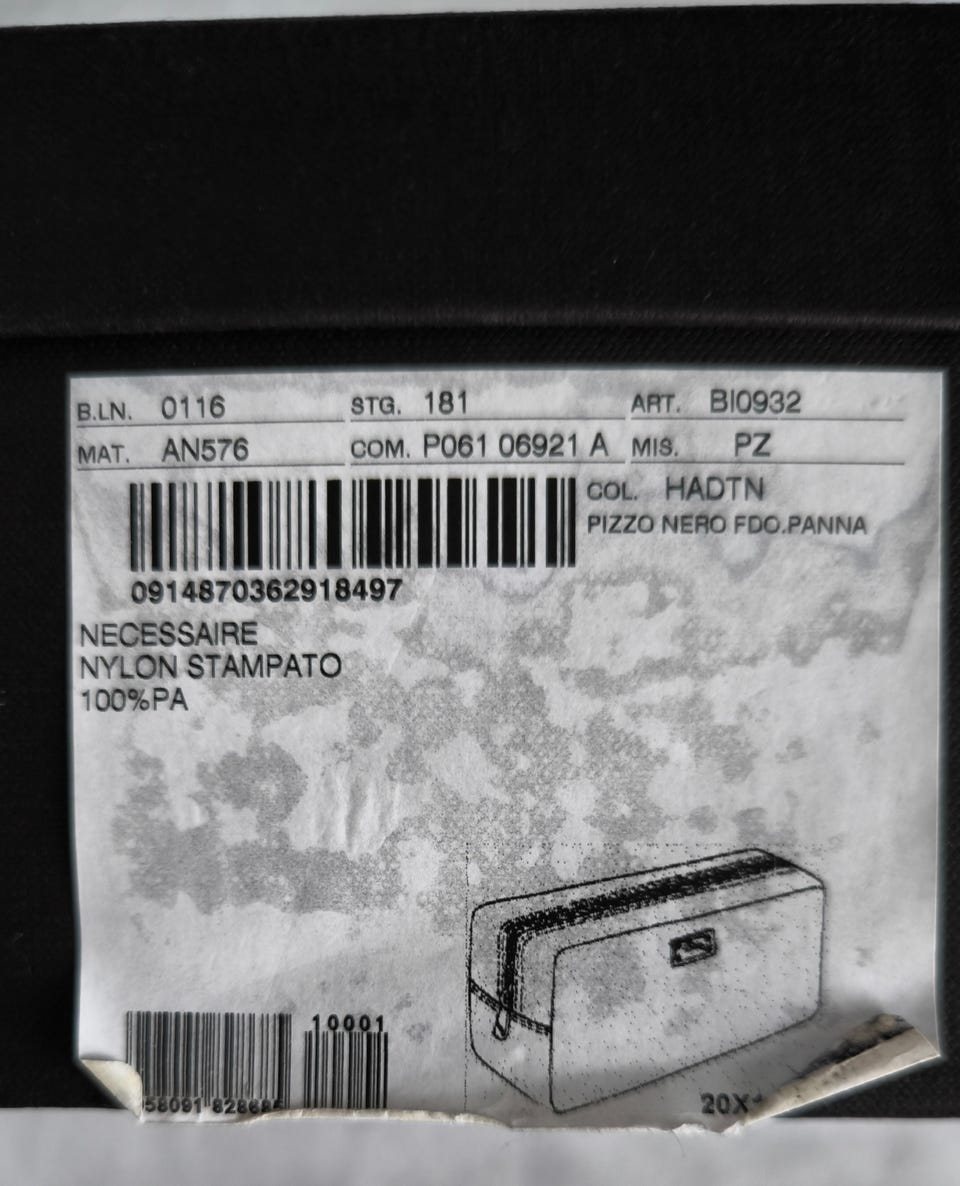 B.LN. 0116 STG. 181 ART. BI0932
MAT. AN576 COM. P061 06921 A MIS. PZ
COL. HADTN
PIZZO NERO FDO.PANNA
0914870362918497
NECESSAIRE
NYLON STAMPATO
100%PA
10001
20X